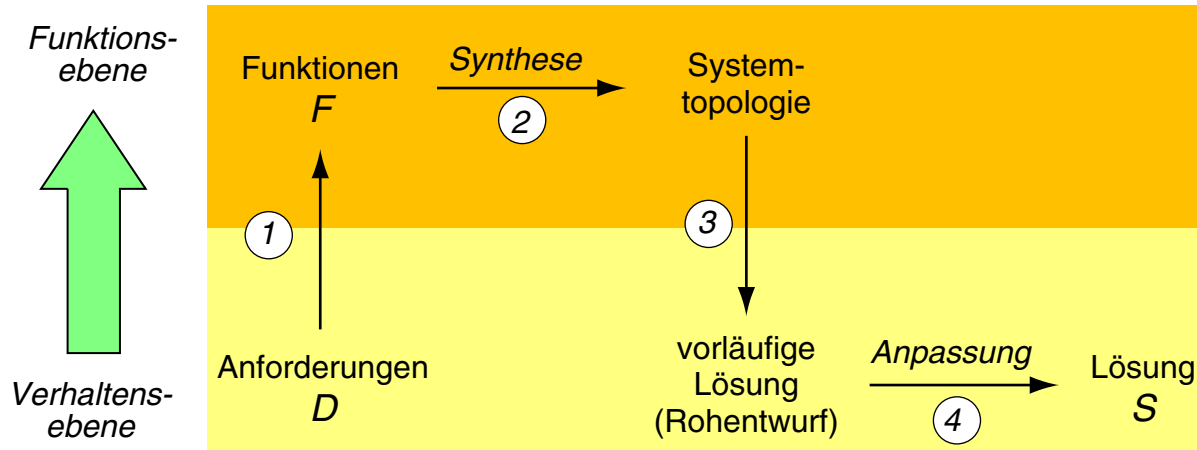 Funktions-
ebene
Funktionen
F
Synthese
2
System-
topologie
1
3
Verhaltens-
ebene
Anforderungen
D
vorläufige
Lösung
(Rohentwurf)
Anpassung
4
Lösung
S